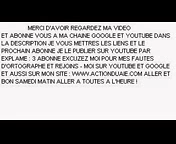 MERCI D'AVOIR REGARDEZ MA VIDEO
ET ABONNE VOUS A MA CHAINE GOOGLE ET YOUTUBE DANS
LA DESCRIPTION JE VOUS METTRES LES LIENS ET LE
PROCHAIN ABONNE JE LE PUBLIER SUR YOUTUBE PAR
EXPLAME : 3 ABONNE EXCUZEZ MOI POUR MES FAUTES
D'ORTOGRAPHE ET REJOINS - MOI SUR YOUTUBE ET GOOGLE
ET AUSSI SUR MON SITE : WWW.ACTIONDUAIE.COM ALLER ET
BON SAMEDI MATIN ALLER A TOUTES A L'HEURE !